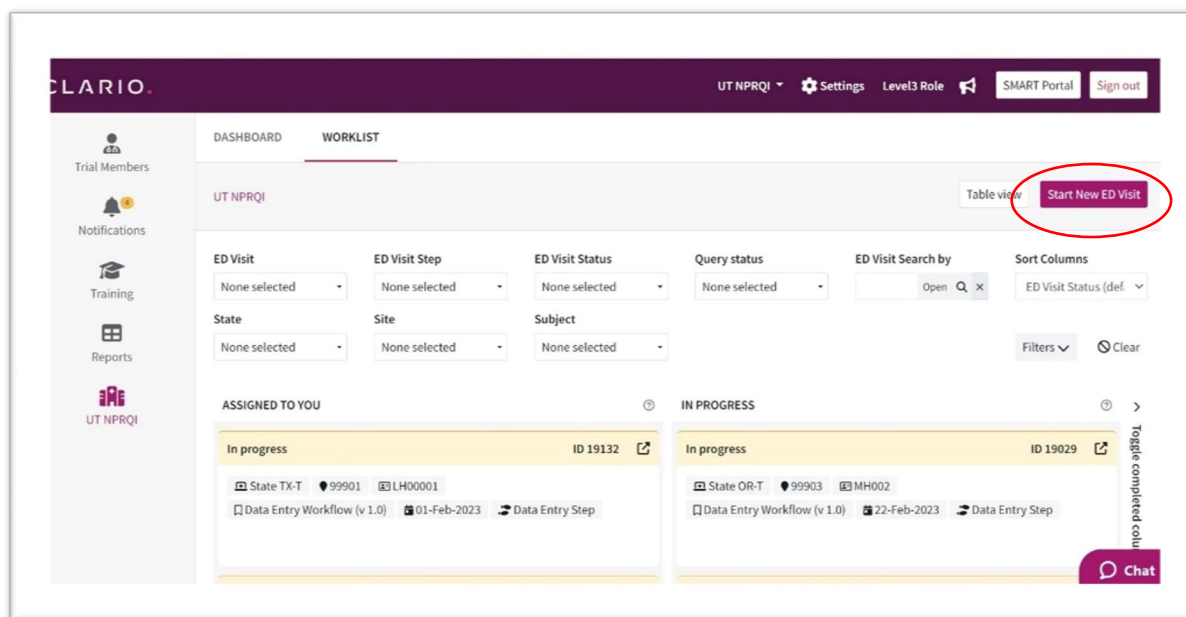 CLARIO.
UT NPRQI Settings Level3 Role SMART Portal Sign out
Trial Members
Notifications
4
Training
Reports
UT NPRQI
DASHBOARD WORKLIST
UT NPRQI Table view Start New ED Visit
ED Visit ED Visit Step ED Visit Status Query status ED Visit Search by Sort Columns
None selected None selected None selected None selected Open ED Visit Status (def.
State Site Subject
None selected None selected None selected Filters Clear
ASSIGNED TO YOU IN PROGRESS
In progress ID 19132 In progress ID 19029
State TX-T 99901 LH00001 State OR-T 99903 MH002
Data Entry Workflow (v 1.0) 01-Feb-2023 Data Entry Step Data Entry Workflow (v 1.0) 22-Feb-2023 Data Entry Step
Toggle completed colu
Chat